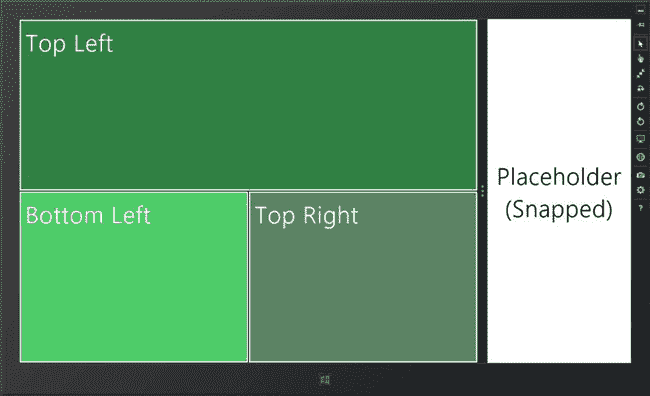 Top Left
Bottom Left
Top Right
Placeholder
(Snapped)
?